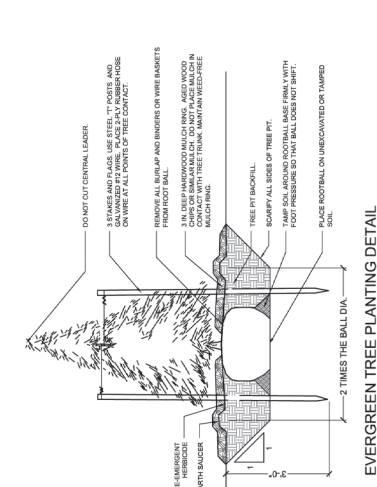 DO NOT CUT CENTRAL LEADER.
3 STAKES AND FLAGS. USE STEEL "T" POSTS AND
GALVANIZED #12 WIRE. PLACE 2-PLY RUBBER HOSE
ON WIRE AT ALL POINTS OF TREE CONTACT.
REMOVE ALL BURLAP AND BINDERS OR WIRE BASKETS
FROM ROOT BALL.
3 IN. DEEP HARDWOOD MULCH RING. AGED WOOD
CHIPS OR SIMILAR MULCH. DO NOT PLACE MULCH IN
CONTACT WITH TREE TRUNK. MAINTAIN WEED-FREE
MULCH RING.
TREE PIT BACKFILL.
SCARIFY ALL SIDES OF TREE PIT.
TAMP SOIL AROUND ROOTBALL BASE FIRMLY WITH
FOOT PRESSURE SO THAT BALL DOES NOT SHIFT.
PLACE ROOTBALL ON UNEXCAVATED OR TAMPED
SOIL.
E-EMERGENT
HERBICIDE
RTH SAUCER
1
1
3'-0"
2 TIMES THE BALL DIA.
EVERGREEN TREE PLANTING DETAIL